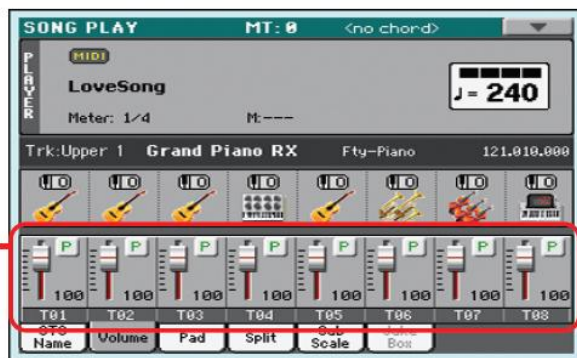 SONG PLAY MT: 0 <no chord>
PLAYER
MIDI
LoveSong
♩= 240
Meter: 1/4 M:---
Trk:Upper 1 Grand Piano RX Fty-Piano 121.010.000
P P P P P P P P
100 100 100 100 100 100 100 100
T01 T02 T03 T04 T05 T06 T07 T08
Name Volume Pad Split Sub Scale Box